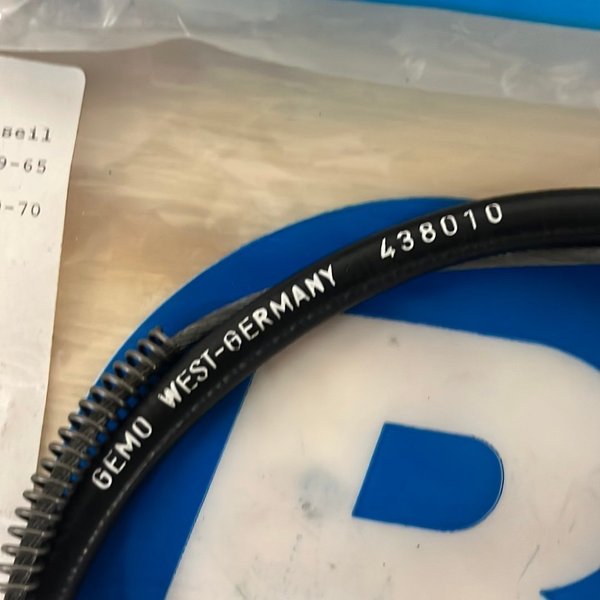 seil
9-65
-70
GEMO WEST-GERMANY 438010
B